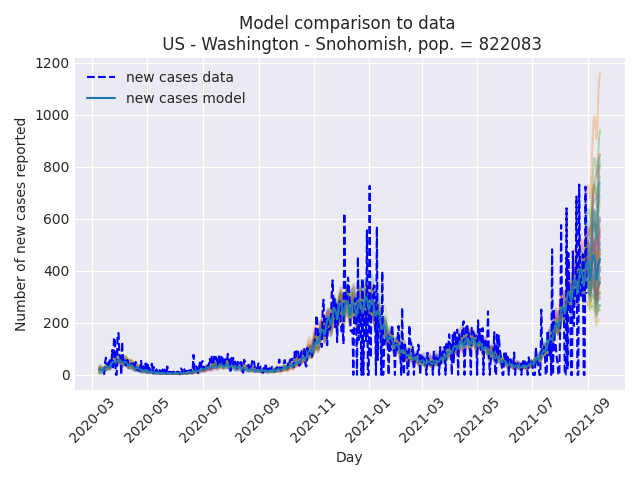 Model comparison to data
US - Washington - Snohomish, pop. = 822083
1200
1000
800
600
400
200
0
Number of new cases reported
new cases data
new cases model
2020-03
2020-05
2020-07
2020-09
2020-11
2021-01
2021-03
2021-05
2021-07
2021-09
Day